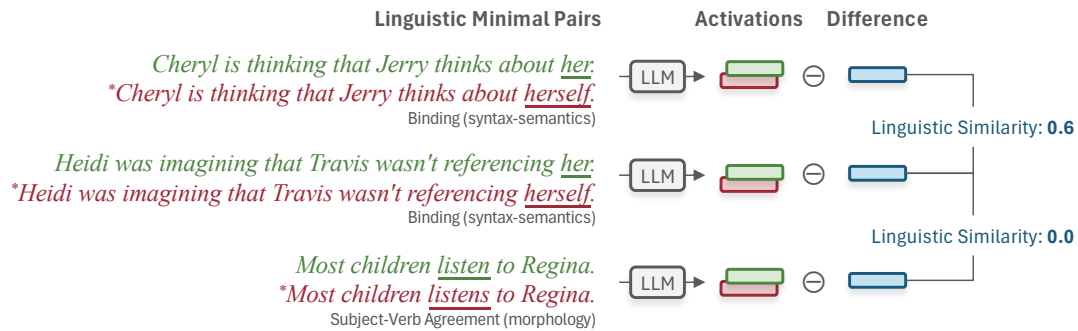 Linguistic Minimal Pairs Activations Difference
Cheryl is thinking that Jerry thinks about her.
*Cheryl is thinking that Jerry thinks about herself.
Binding (syntax-semantics)
LLM
Linguistic Similarity: 0.6
Heidi was imagining that Travis wasn't referencing her.
*Heidi was imagining that Travis wasn't referencing herself.
Binding (syntax-semantics)
LLM
Linguistic Similarity: 0.0
Most children listen to Regina.
*Most children listens to Regina.
Subject-Verb Agreement (morphology)
LLM